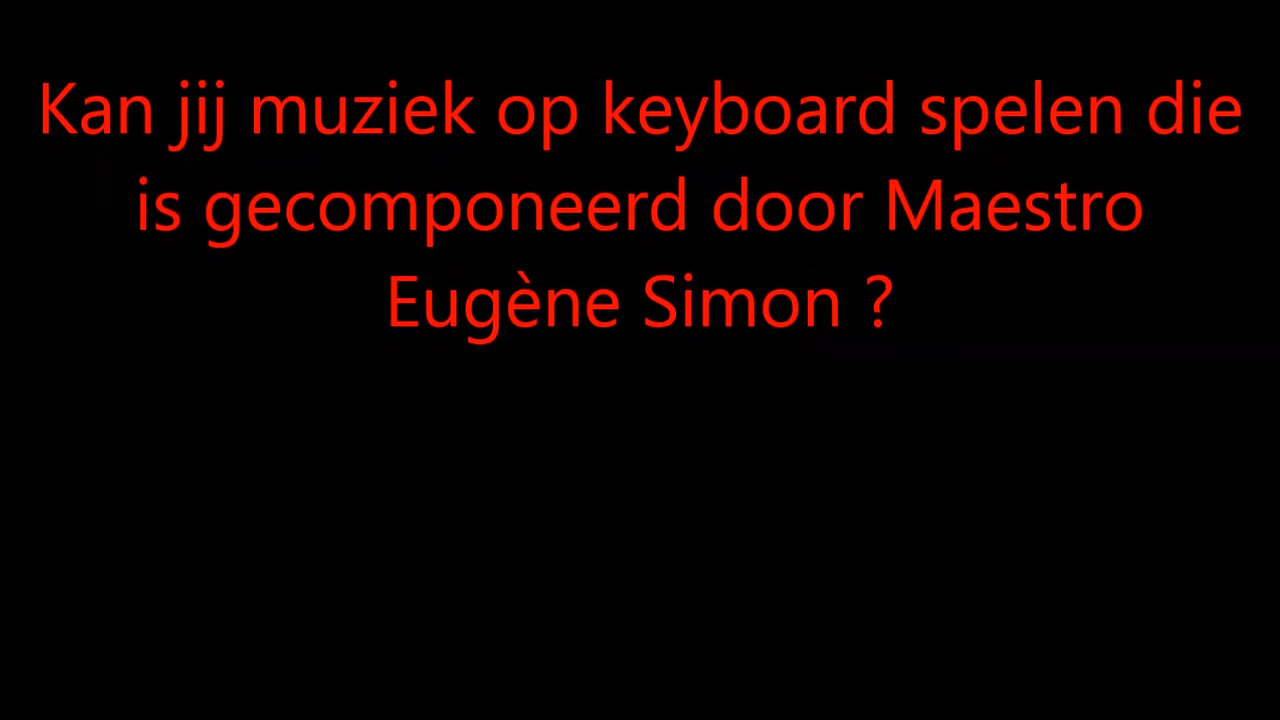 Kan jij muziek op keyboard spelen die
is gecomponeerd door Maestro
Eugène Simon ?